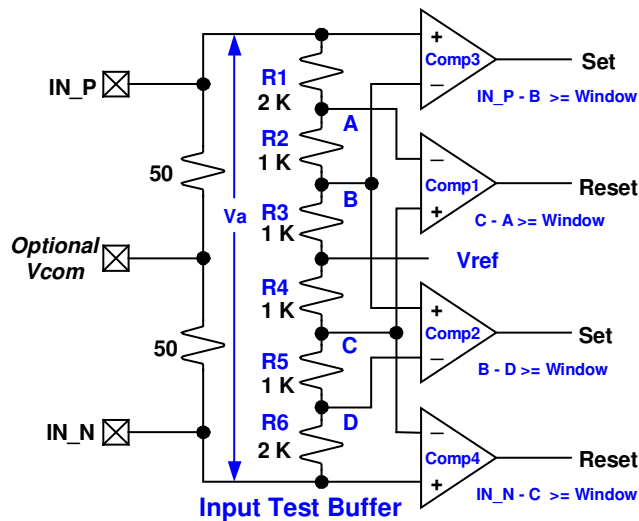 IN_P
50
Optional
Vcom
50
IN_N
Va
R1
2 K
A
R2
1 K
B
R3
1 K
Vref
R4
1 K
C
R5
1 K
D
R6
2 K
+
Comp3
−
Set
IN_P - B >= Window
−
Comp1
+
Reset
C - A >= Window
+
Comp2
−
Set
B - D >= Window
−
Comp4
+
Reset
IN_N - C >= Window
Input Test Buffer